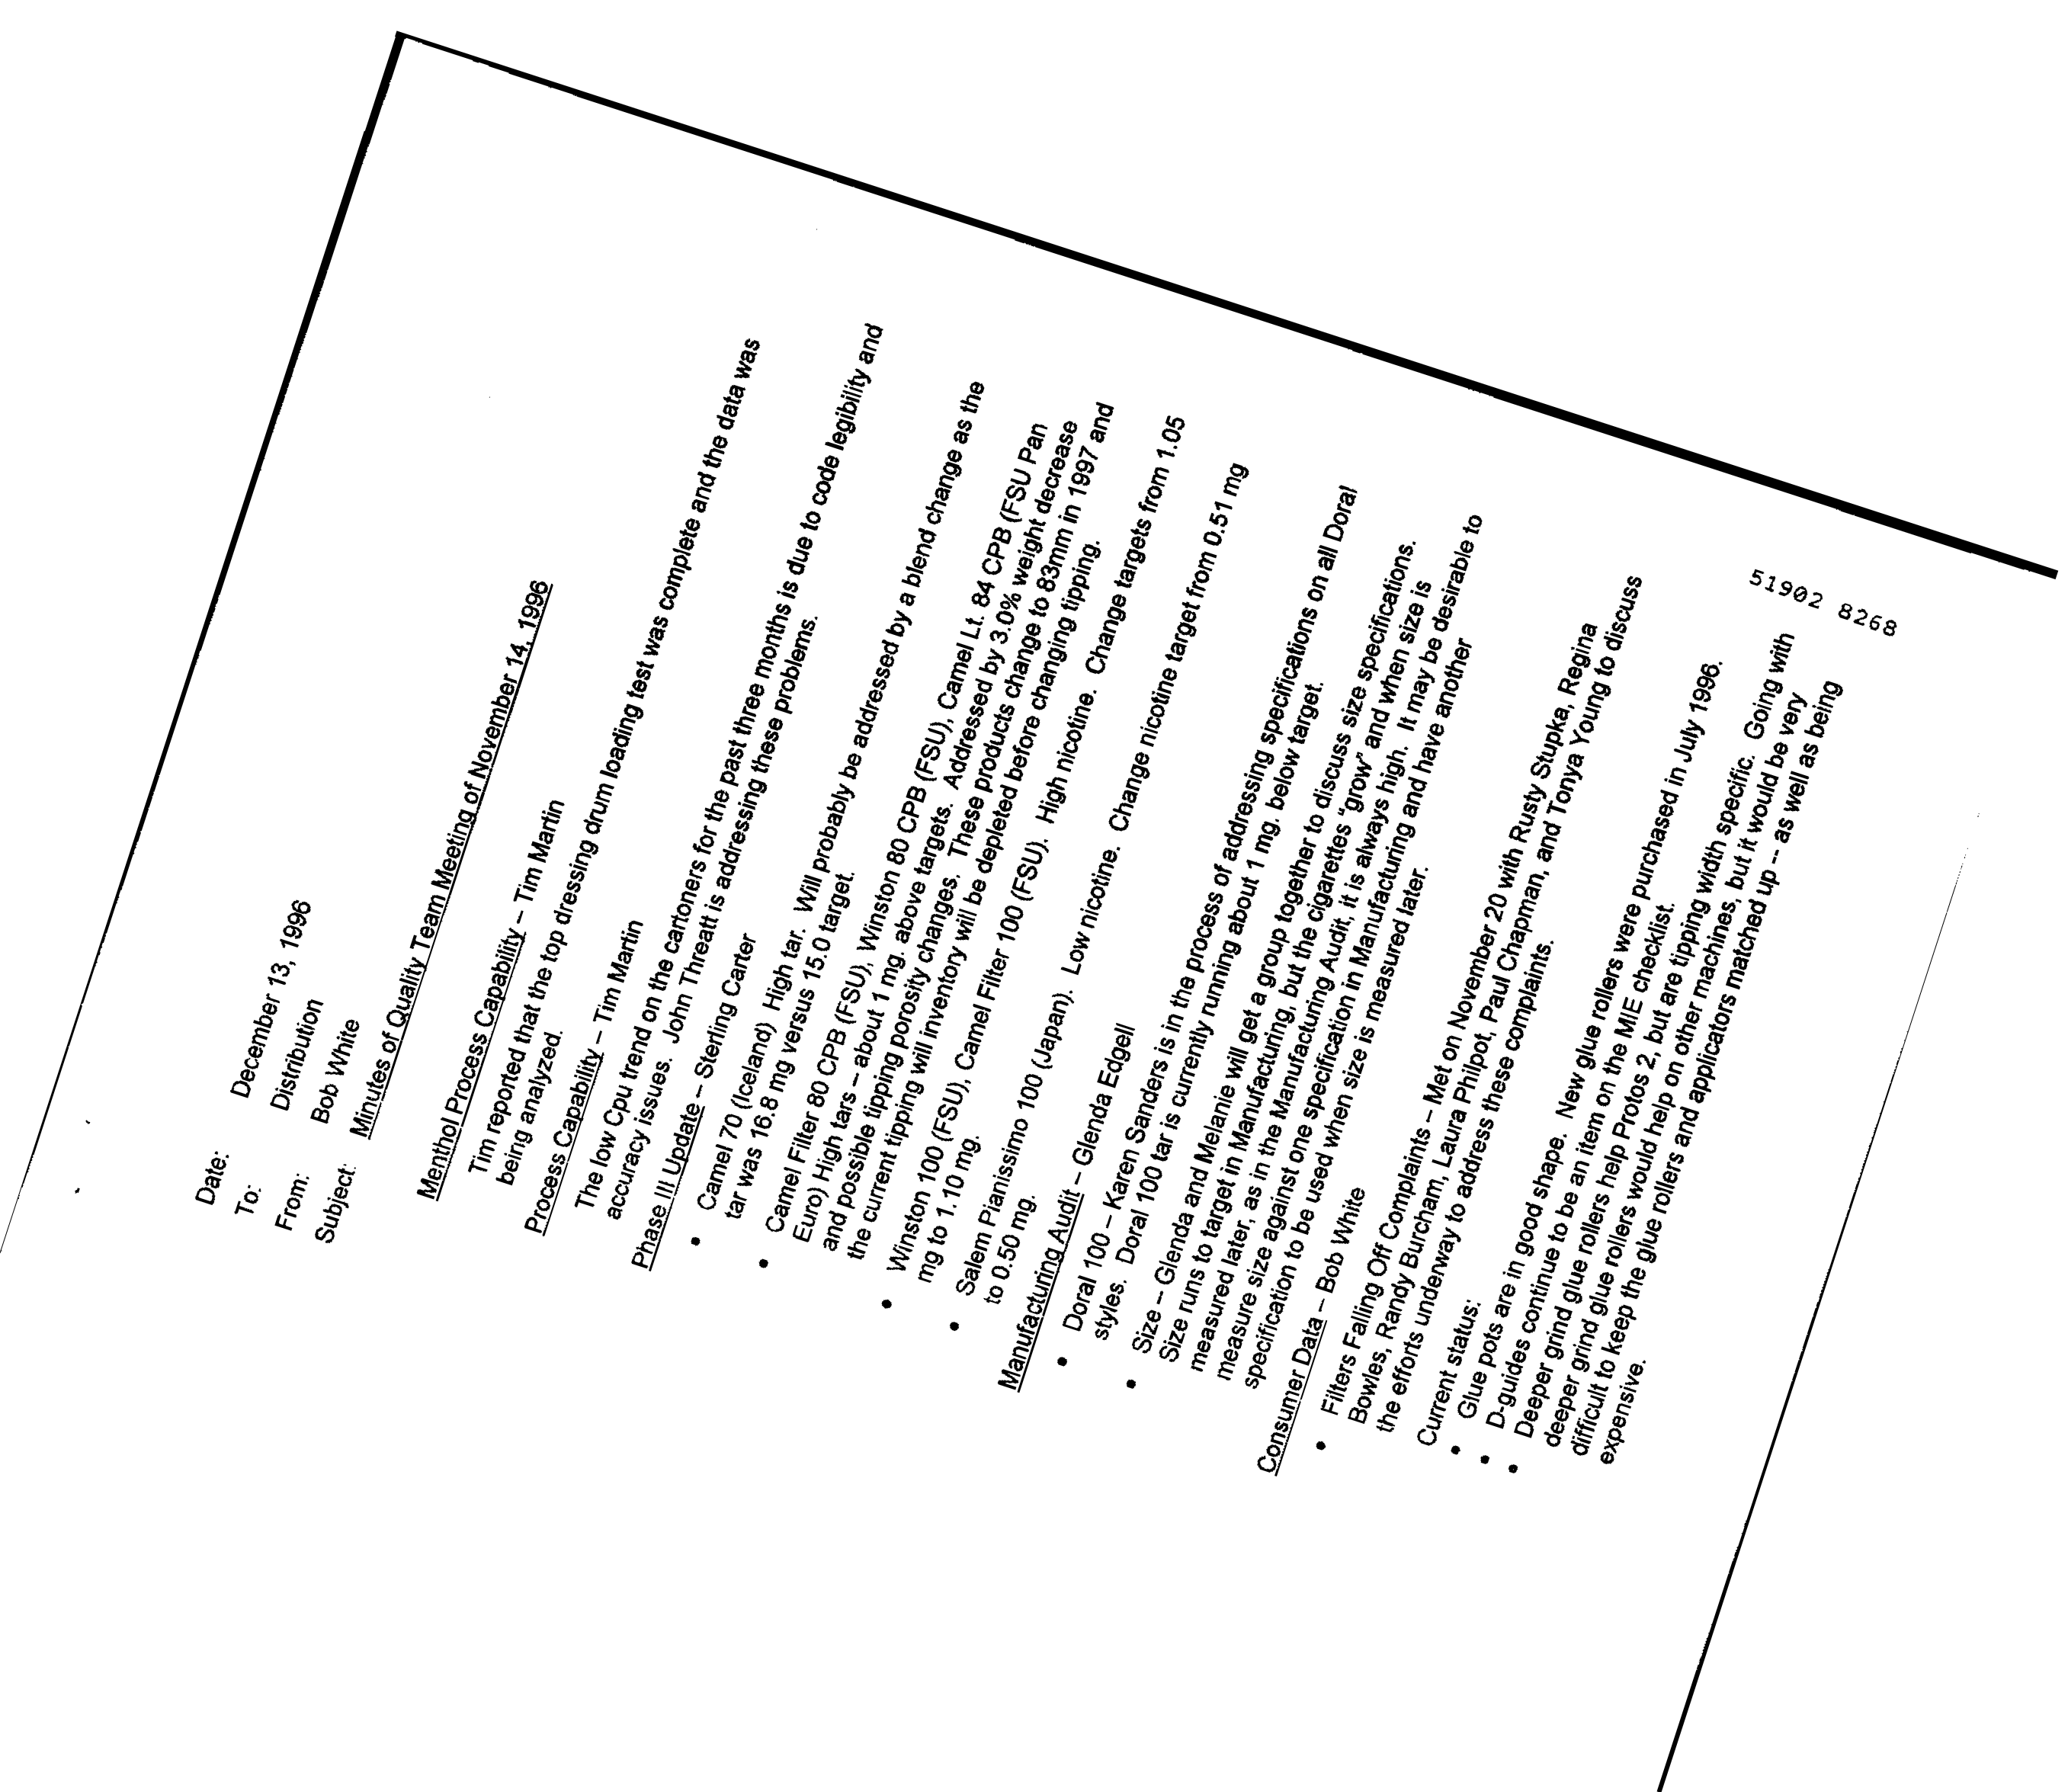 Date: December 13, 1996
To: Distribution
From: Bob White
Subject: Minutes of Quality Team Meeting of November 14, 1996
Menthol Process Capability – Tim Martin
Tim reported that the top dressing drum loading test was complete and the data was
being analyzed.
Process Capability – Tim Martin
The low Cpu trend on the cartoners for the past three months is due to code legibility and
accuracy issues. John Threatt is addressing these problems.
Phase III Update – Sterling Carter
• Camel 70 (Iceland) High tar. Will probably be addressed by a blend change as the
tar was 16.8 mg versus 15.0 target.
• Camel Filter 80 CPB (FSU), Winston 80 CPB (FSU), Camel Lt. 84 CPB (FSU Pan
Euro) High tars – about 1 mg. above targets. Addressed by 3.0% weight decrease
and possible tipping porosity changes. These products change to 83mm in 1997 and
the current tipping will inventory will be depleted before changing tipping.
• Winston 100 (FSU), Camel Filter 100 (FSU). High nicotine. Change targets from 1.05
mg to 1.10 mg.
• Salem Pianissimo 100 (Japan). Low nicotine. Change nicotine target from 0.51 mg
to 0.50 mg.
Manufacturing Audit – Glenda Edgell
• Doral 100 – Karen Sanders is in the process of addressing specifications on all Doral
styles. Doral 100 tar is currently running about 1 mg. below target.
• Size – Glenda and Melanie will get a group together to discuss size specifications.
Size runs to target in Manufacturing, but the cigarettes "grow" and when size is
measured later, as in the Manufacturing Audit, it is always high. It may be desirable to
measure size against one specification in Manufacturing and have another
specification to be used when size is measured later.
Consumer Data – Bob White
• Filters Falling Off Complaints – Met on November 20 with Rusty Stupka, Regina
Bowles, Randy Burcham, Laura Philpot, Paul Chapman, and Tonya Young to discuss
the efforts underway to address these complaints.
Current status:
• Glue pots are in good shape. New glue rollers were purchased in July 1996.
• D-guides continue to be an item on the MIE checklist.
• Deeper grind glue rollers help Protos 2, but are tipping width specific. Going with
deeper grind glue rollers would help on other machines, but it would be very
difficult to keep the glue rollers and applicators matched up -- as well as being
expensive.
51902 8268